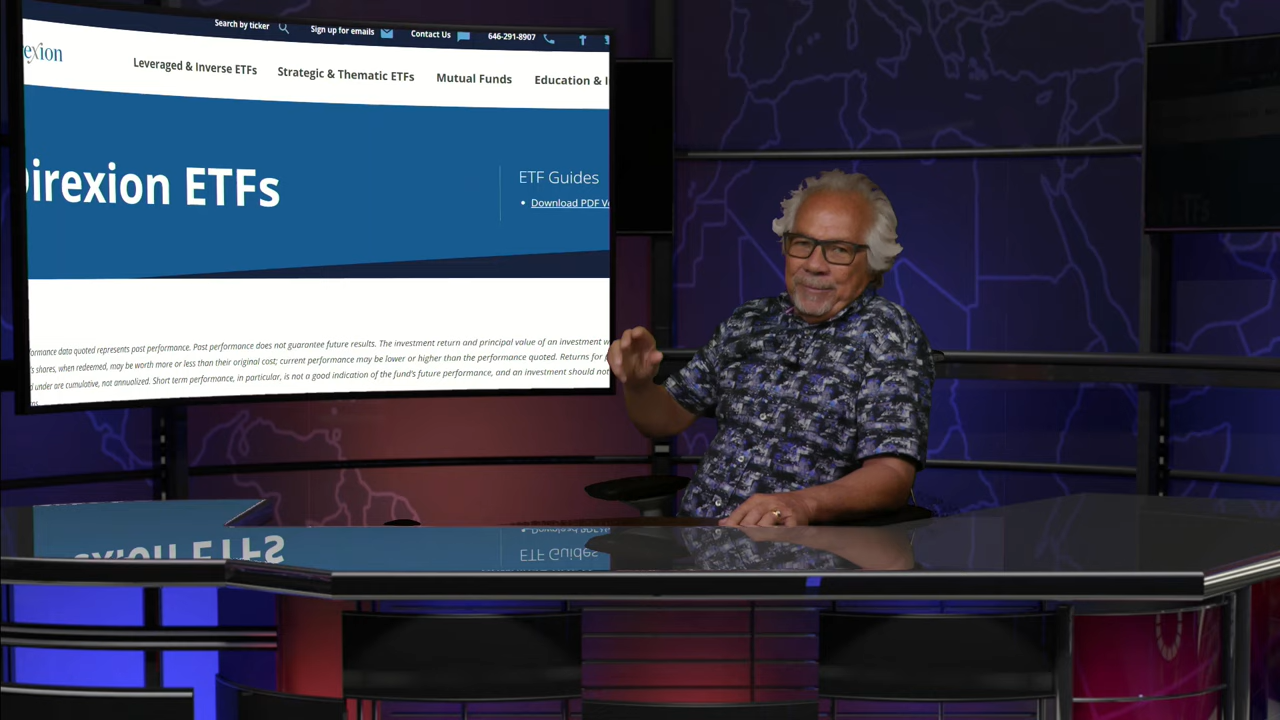 Search by ticker
Sign up for emails
Contact Us
646-291-8907
exion
Leveraged & Inverse ETFs
Strategic & Thematic ETFs
Mutual Funds
Education & I
Direxion ETFs
ETF Guides
• Download PDF Ve
formance data quoted represents past performance. Past performance does not guarantee future results. The investment return and principal value of an investment w
's shares, when redeemed, may be worth more or less than their original cost; current performance may be lower or higher than the performance quoted. Returns for
d under are cumulative, not annualized. Short term performance, in particular, is not a good indication of the fund's future performance, and an investment should not
ns.